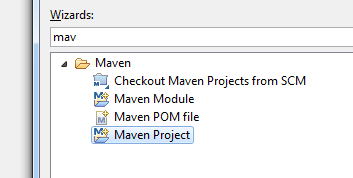 Wizards:
mav
Maven
Checkout Maven Projects from SCM
Maven Module
Maven POM file
Maven Project